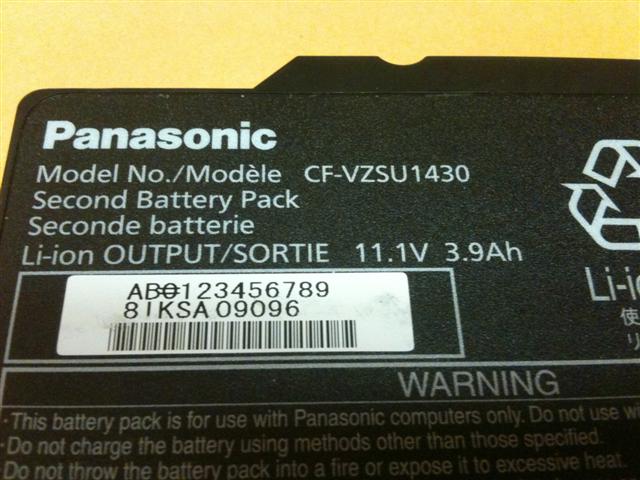 Panasonic
Model No./Modèle CF-VZSU1430
Second Battery Pack
Seconde batterie
Li-ion OUTPUT/SORTIE 11.1V 3.9Ah
AB0123456789
8IKSA09096
Li-i
使
リ
WARNING
·This battery pack is for use with Panasonic computers only. Do not use wi
·Do not charge the battery using methods other than those specified.
·Do not throw the battery pack into a fire or expose it to excessive heat.